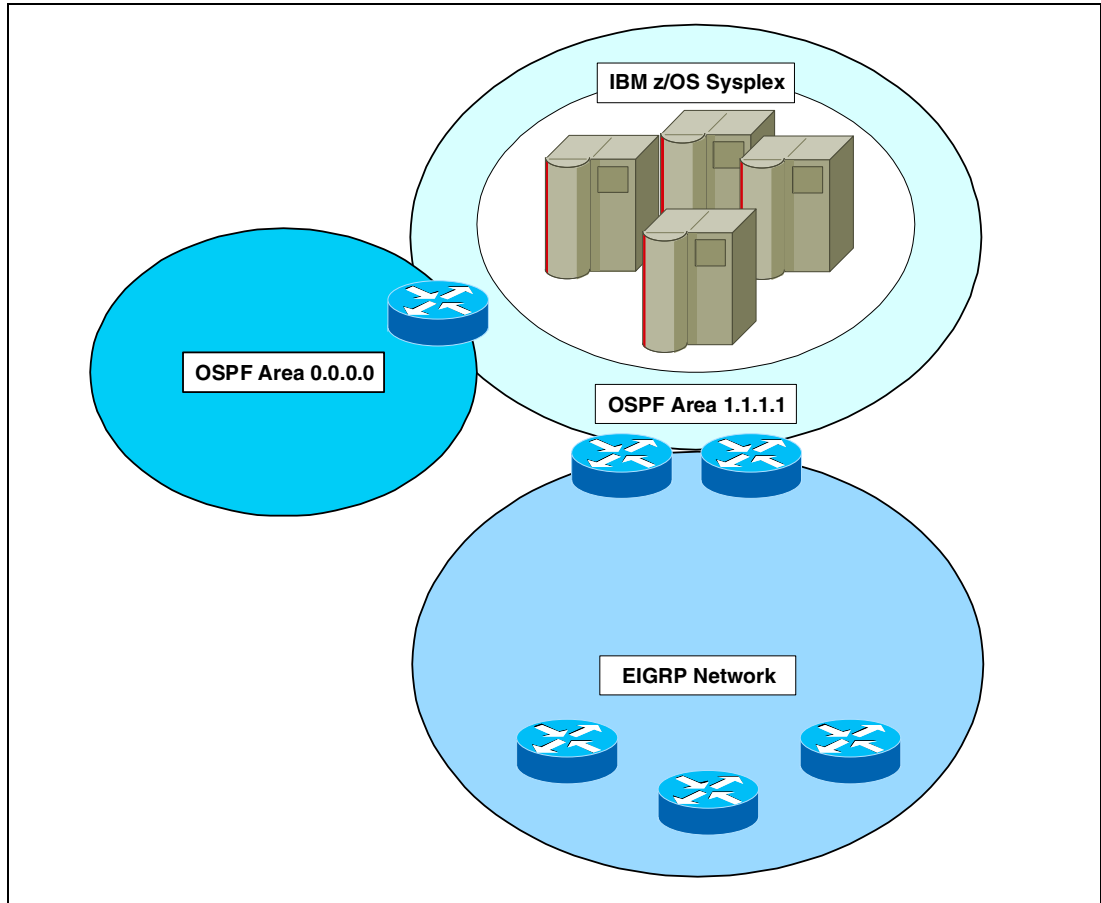 IBM z/OS Sysplex
OSPF Area 0.0.0.0
OSPF Area 1.1.1.1
EIGRP Network